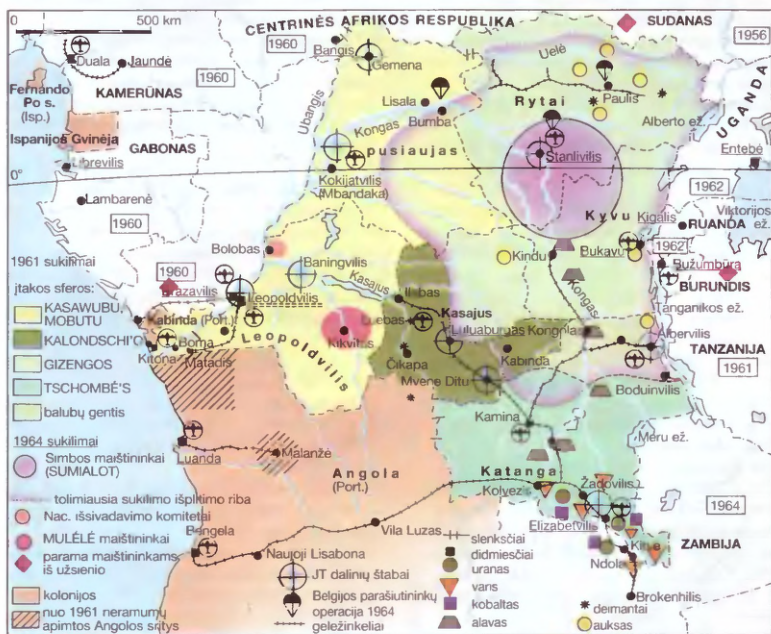 0 500 km
CENTRINĖS AFRIKOS RESPUBLIKA
SUDANAS
1960
1956
Bangis
Duala
Jaundė
Gemena
Uelė
1960
KAMERŪNAS
Fernando
Po s.
(Isp.)
Ubangis
Lisala
Rytai
Paulis
Bumba
Alberto ež.
UGANDA
Kongas
Ispanijos Gvinėja
GABONAS
pusiaujas
Stanlivilis
Entebė
Librevilis
0°
Kokijatvilis
(Mbandaka)
1962
Lambarenė
Kyvu
Kigalis
RUANDA
Viktorijos
ež.
1960
Bolobas
Bukavu
1962
1961 sukilimai
Baningvilis
Kindu
Bužumbūra
įtakos sferos:
1960
Brazavilis
Kasajus
Ilebas
BURUNDIS
KASAWUBU,
MOBUTU
Leopoldvilis
Kongas
Tanganikos ež.
Kabinda (Port.)
Luebas
Kasajus
KALONDSCHI'O
Luluaburgas
Kongolas
Albervilis
Boma
Leopoldvilis
Kikvitas
TANZANIJA
GIZENGOS
Kitona
Matadis
Čikapa
Kabinda
1961
TSCHOMBĖ'S
Mvene Ditu
Boduinvilis
balubų gentis
Kamina
1964 sukilimai
Meru ež.
Simbos maištininkai
(SUMIALOT)
Luanda
Malanžė
Angola
(Port.)
Katanga
tolimiausia sukilimo išplitimo riba
Kolvez
Žadovilis
Nac. išsivadavimo komitetai
Elizabetvilis
1964
MULĖLĖ maištininkai
Bengela
Vila Luzas
slenksčiai
Kitvė
ZAMBIJA
parama maištininkams
iš užsienio
Naujoji Lisabona
didmiesčiai
Ndola
JT dalinių štabai
uranas
varis
Brokenhilis
kolonijos
Belgijos parašiutininkų
operacija 1964
kobaltas
deimantai
nuo 1961 neramumų
apimtos Angolos sritys
geležinkeliai
alavas
auksas